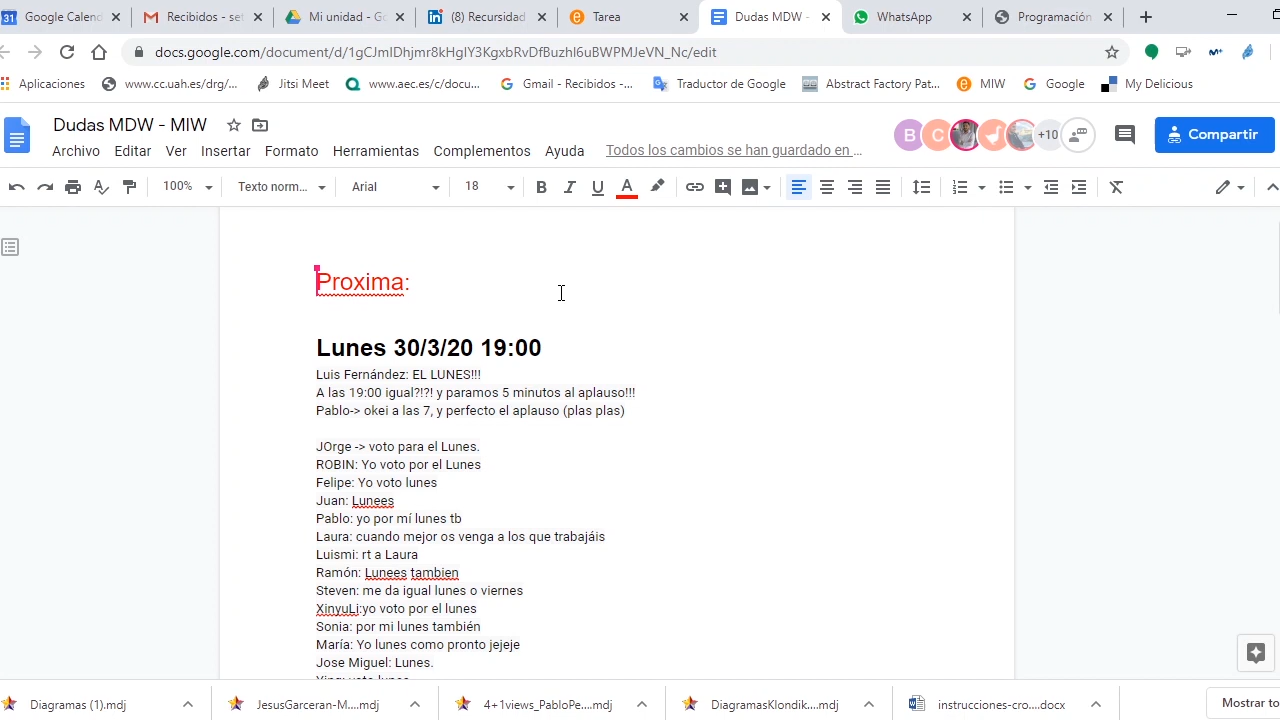 31 Google Calend
Recibidos - set
Mi unidad - Go
(8) Recursidad
Tarea
Dudas MDW -
WhatsApp
Programación
docs.google.com/document/d/1gCJmIDhjmr8kHgIY3KgxbRvDfBuzhl6uBWPMJeVN_Nc/edit
Aplicaciones
www.cc.uah.es/drg/...
Jitsi Meet
www.aec.es/c/docu...
Gmail - Recibidos -...
Traductor de Google
Abstract Factory Pat...
MIW
Google
My Delicious
Dudas MDW - MIW
Archivo Editar Ver Insertar Formato Herramientas Complementos Ayuda Todos los cambios se han guardado en ...
B C +10
Compartir
100% Texto norm... Arial 18
Proxima:
Lunes 30/3/20 19:00
Luis Fernández: EL LUNES!!!
A las 19:00 igual?!?! y paramos 5 minutos al aplauso!!!
Pablo-> okei a las 7, y perfecto el aplauso (plas plas)
JOrge -> voto para el Lunes.
ROBIN: Yo voto por el Lunes
Felipe: Yo voto lunes
Juan: Lunees
Pablo: yo por mí lunes tb
Laura: cuando mejor os venga a los que trabajáis
Luismi: rt a Laura
Ramón: Lunees tambien
Steven: me da igual lunes o viernes
XinyuLi:yo voto por el lunes
Sonia: por mi lunes también
María: Yo lunes como pronto jejeje
Jose Miguel: Lunes.
Diagramas (1).mdj
JesusGarceran-M....mdj
4+1views_PabloPe....mdj
DiagramasKlondik....mdj
instrucciones-cro....docx
Mostrar to